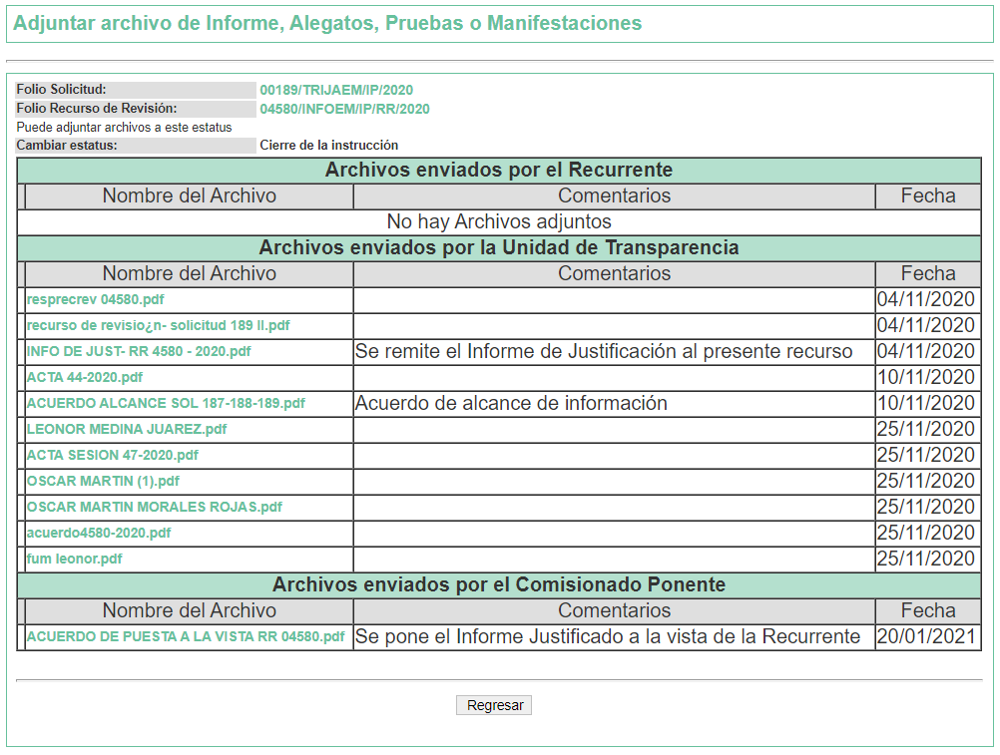 Adjuntar archivo de Informe, Alegatos, Pruebas o Manifestaciones
Folio Solicitud: 00189/TRIJAEM/IP/2020
Folio Recurso de Revisión: 04580/INFOEM/IP/RR/2020
Puede adjuntar archivos a este estatus
Cambiar estatus: Cierre de la instrucción
Archivos enviados por el Recurrente
Nombre del Archivo Comentarios Fecha
No hay Archivos adjuntos
Archivos enviados por la Unidad de Transparencia
Nombre del Archivo Comentarios Fecha
resprecrev 04580.pdf 04/11/2020
recurso de revisio¿n- solicitud 189 II.pdf 04/11/2020
INFO DE JUST- RR 4580 - 2020.pdf Se remite el Informe de Justificación al presente recurso 04/11/2020
ACTA 44-2020.pdf 10/11/2020
ACUERDO ALCANCE SOL 187-188-189.pdf Acuerdo de alcance de información 10/11/2020
LEONOR MEDINA JUAREZ.pdf 25/11/2020
ACTA SESION 47-2020.pdf 25/11/2020
OSCAR MARTIN (1).pdf 25/11/2020
OSCAR MARTIN MORALES ROJAS.pdf 25/11/2020
acuerdo4580-2020.pdf 25/11/2020
fum leonor.pdf 25/11/2020
Archivos enviados por el Comisionado Ponente
Nombre del Archivo Comentarios Fecha
ACUERDO DE PUESTA A LA VISTA RR 04580.pdf Se pone el Informe Justificado a la vista de la Recurrente 20/01/2021
Regresar